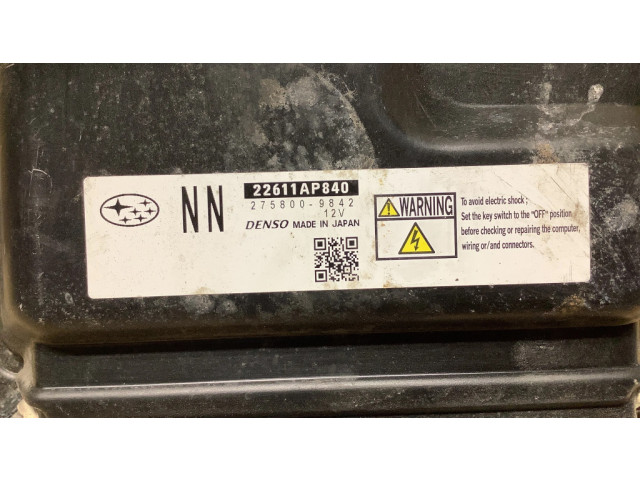 NN
22611AP840
275800-9842
12V
DENSO MADE IN JAPAN
WARNING
To avoid electric shock ;
Set the key switch to the "OFF" position
before checking or repairing the computer,
wiring or/and connectors.